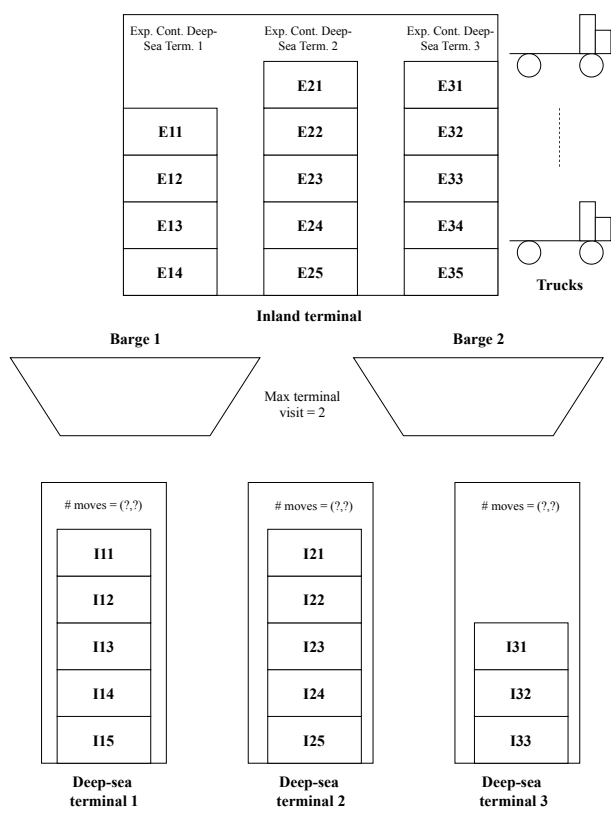 Exp. Cont. Deep-
Sea Term. 1
Exp. Cont. Deep-
Sea Term. 2
Exp. Cont. Deep-
Sea Term. 3
E21
E31
E11
E22
E32
E12
E23
E33
E13
E24
E34
E14
E25
E35
Trucks
Inland terminal
Barge 1
Barge 2
Max terminal
visit = 2
# moves = (?,?)
# moves = (?,?)
# moves = (?,?)
I11
I21
I12
I22
I13
I23
I31
I14
I24
I32
I15
I25
I33
Deep-sea
terminal 1
Deep-sea
terminal 2
Deep-sea
terminal 3